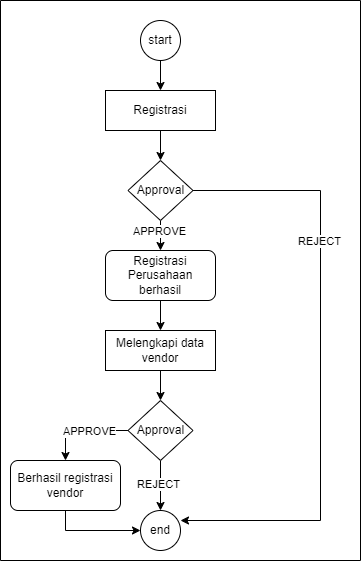 start
Registrasi
Approval
APPROVE
REJECT
Registrasi
Perusahaan
berhasil
Melengkapi data
vendor
Approval
APPROVE
Berhasil registrasi
vendor
REJECT
end